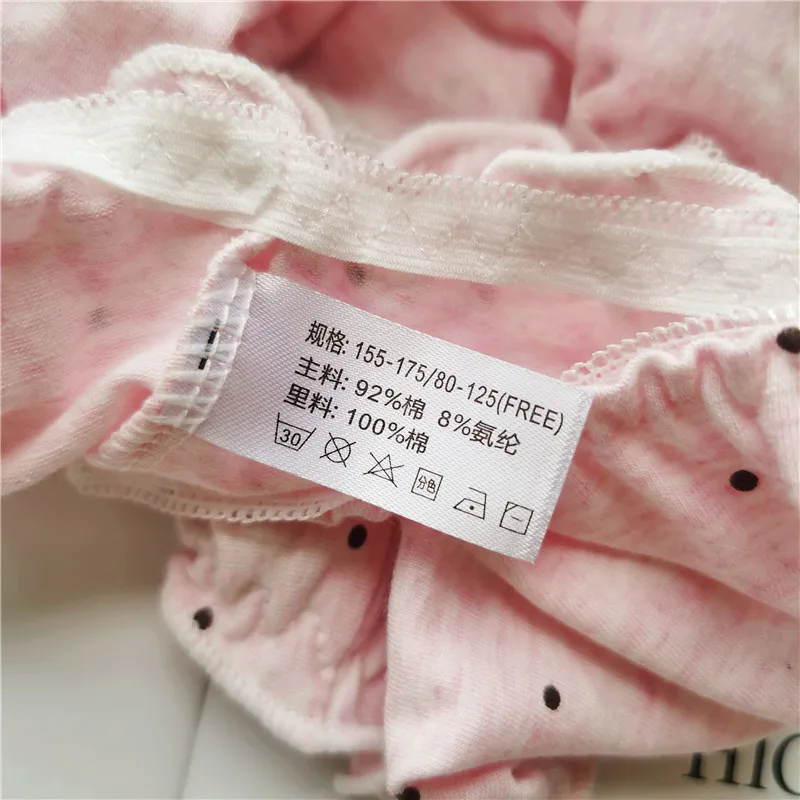 规格: 155-175/80-125(FREE)
主料: 92%棉 8%氨纶
里料: 100%棉
30 分色